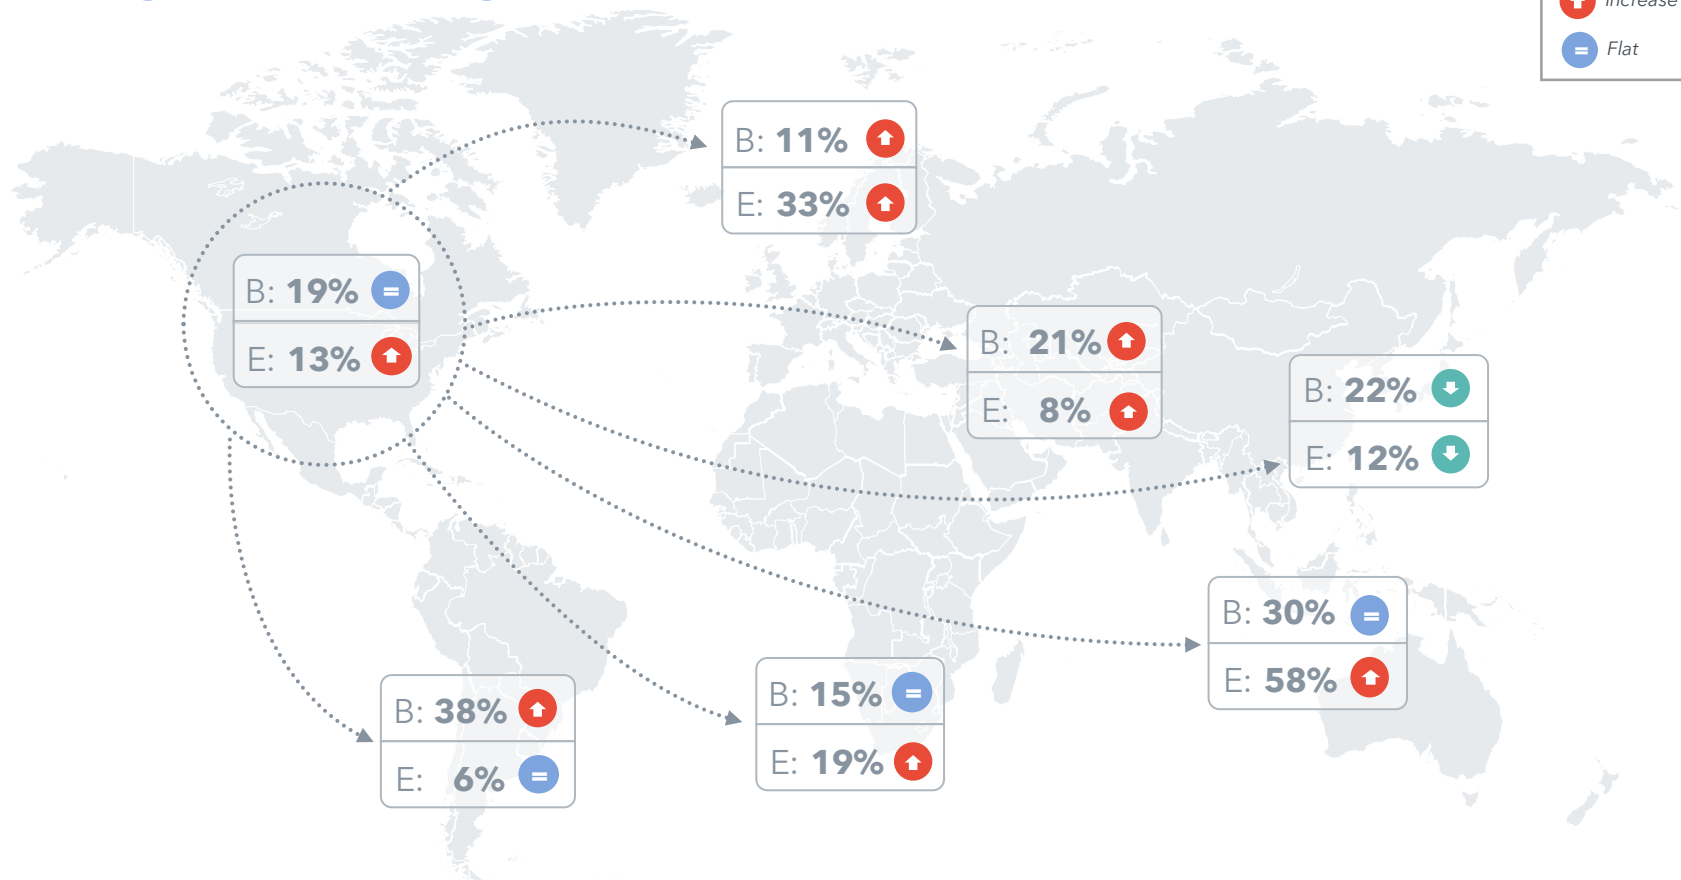 Increase
Flat
B: 11%
E: 33%
B: 19%
E: 13%
B: 21%
E: 8%
B: 22%
E: 12%
B: 30%
E: 58%
B: 38%
E: 6%
B: 15%
E: 19%